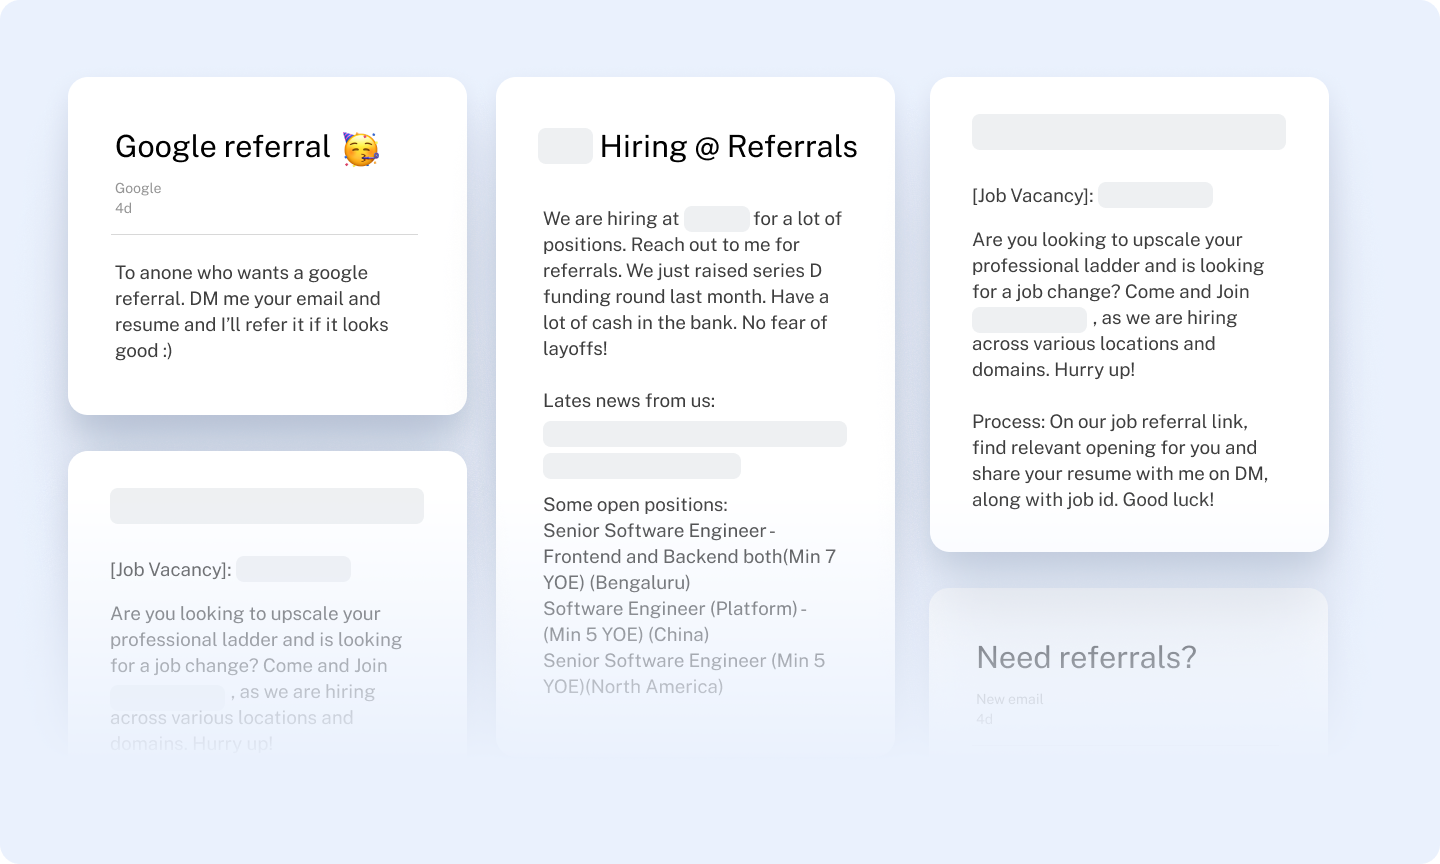 Google referral 🥳
Google
4d
To anone who wants a google
referral. DM me your email and
resume and I’ll refer it if it looks
good :)
[Job Vacancy]:
Are you looking to upscale your
professional ladder and is looking
for a job change? Come and Join
, as we are hiring
across various locations and
domains. Hurry up!
Hiring @ Referrals
We are hiring at for a lot of
positions. Reach out to me for
referrals. We just raised series D
funding round last month. Have a
lot of cash in the bank. No fear of
layoffs!
Lates news from us:
Some open positions:
Senior Software Engineer -
Frontend and Backend both(Min 7
YOE) (Bengaluru)
Software Engineer (Platform) -
(Min 5 YOE) (China)
Senior Software Engineer (Min 5
YOE)(North America)
[Job Vacancy]:
Are you looking to upscale your
professional ladder and is looking
for a job change? Come and Join
, as we are hiring
across various locations and
domains. Hurry up!
Process: On our job referral link,
find relevant opening for you and
share your resume with me on DM,
along with job id. Good luck!
Need referrals?
New email
4d